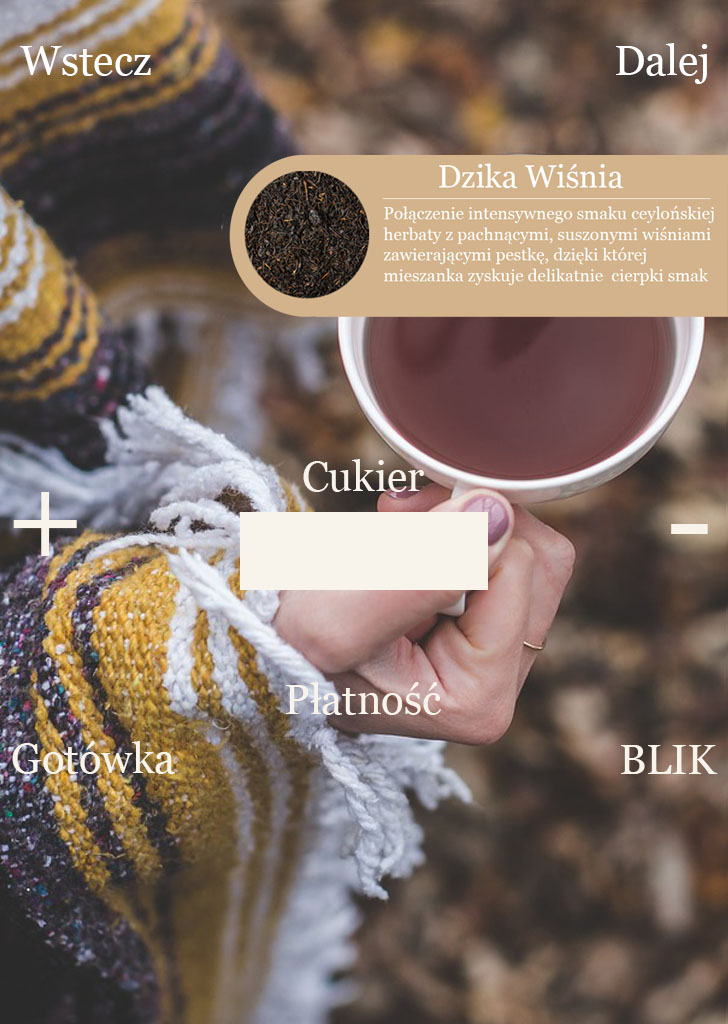 Wstecz
Dalej
Dzika Wiśnia
Połączenie intensywnego smaku ceylońskiej
herbaty z pachnącymi, suszonymi wiśniami
zawierającymi pestkę, dzięki której
mieszanka zyskuje delikatnie cierpki smak
Cukier
+
-
Płatność
Gotówka
BLIK